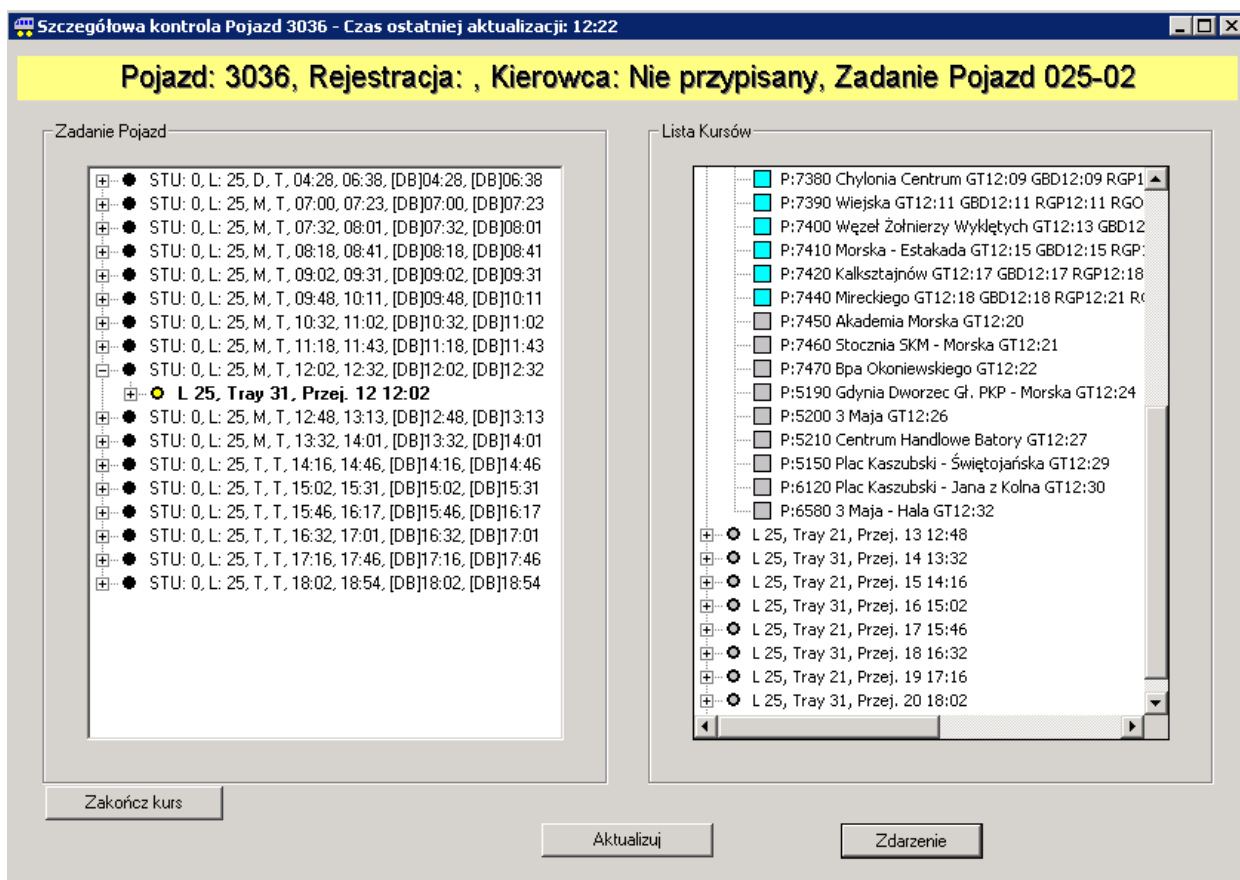 Szczegółowa kontrola Pojazd 3036 - Czas ostatniej aktualizacji: 12:22
Pojazd: 3036, Rejestracja: , Kierowca: Nie przypisany, Zadanie Pojazd 025-02
Zadanie Pojazd
STU: 0, L: 25, D, T, 04:28, 06:38, [DB]04:28, [DB]06:38
STU: 0, L: 25, M, T, 07:00, 07:23, [DB]07:00, [DB]07:23
STU: 0, L: 25, M, T, 07:32, 08:01, [DB]07:32, [DB]08:01
STU: 0, L: 25, M, T, 08:18, 08:41, [DB]08:18, [DB]08:41
STU: 0, L: 25, M, T, 09:02, 09:31, [DB]09:02, [DB]09:31
STU: 0, L: 25, M, T, 09:48, 10:11, [DB]09:48, [DB]10:11
STU: 0, L: 25, M, T, 10:32, 11:02, [DB]10:32, [DB]11:02
STU: 0, L: 25, M, T, 11:18, 11:43, [DB]11:18, [DB]11:43
STU: 0, L: 25, M, T, 12:02, 12:32, [DB]12:02, [DB]12:32
L 25, Tray 31, Przej. 12 12:02
STU: 0, L: 25, M, T, 12:48, 13:13, [DB]12:48, [DB]13:13
STU: 0, L: 25, M, T, 13:32, 14:01, [DB]13:32, [DB]14:01
STU: 0, L: 25, T, T, 14:16, 14:46, [DB]14:16, [DB]14:46
STU: 0, L: 25, T, T, 15:02, 15:31, [DB]15:02, [DB]15:31
STU: 0, L: 25, T, T, 15:46, 16:17, [DB]15:46, [DB]16:17
STU: 0, L: 25, T, T, 16:32, 17:01, [DB]16:32, [DB]17:01
STU: 0, L: 25, T, T, 17:16, 17:46, [DB]17:16, [DB]17:46
STU: 0, L: 25, T, T, 18:02, 18:54, [DB]18:02, [DB]18:54
Lista Kursów
P:7380 Chylonia Centrum GT12:09 GBD12:09 RGP1
P:7390 Wiejska GT12:11 GBD12:11 RGP12:11 RGO
P:7400 Węzeł Żołnierzy Wyklętych GT12:13 GBD12
P:7410 Morska - Estakada GT12:15 GBD12:15 RGP
P:7420 Kalksztajnów GT12:17 GBD12:17 RGP12:18
P:7440 Mireckiego GT12:18 GBD12:18 RGP12:21
P:7450 Akademia Morska GT12:20
P:7460 Stocznia SKM - Morska GT12:21
P:7470 Bpa Okoniewskiego GT12:22
P:5190 Gdynia Dworzec Gł. PKP - Morska GT12:24
P:5200 3 Maja GT12:26
P:5210 Centrum Handlowe Batory GT12:27
P:5150 Plac Kaszubski - Świętojańska GT12:29
P:6120 Plac Kaszubski - Jana z Kolna GT12:30
P:6580 3 Maja - Hala GT12:32
L 25, Tray 21, Przej. 13 12:48
L 25, Tray 31, Przej. 14 13:32
L 25, Tray 21, Przej. 15 14:16
L 25, Tray 31, Przej. 16 15:02
L 25, Tray 21, Przej. 17 15:46
L 25, Tray 31, Przej. 18 16:32
L 25, Tray 21, Przej. 19 17:16
L 25, Tray 31, Przej. 20 18:02
Zakończ kurs
Aktualizuj
Zdarzenie